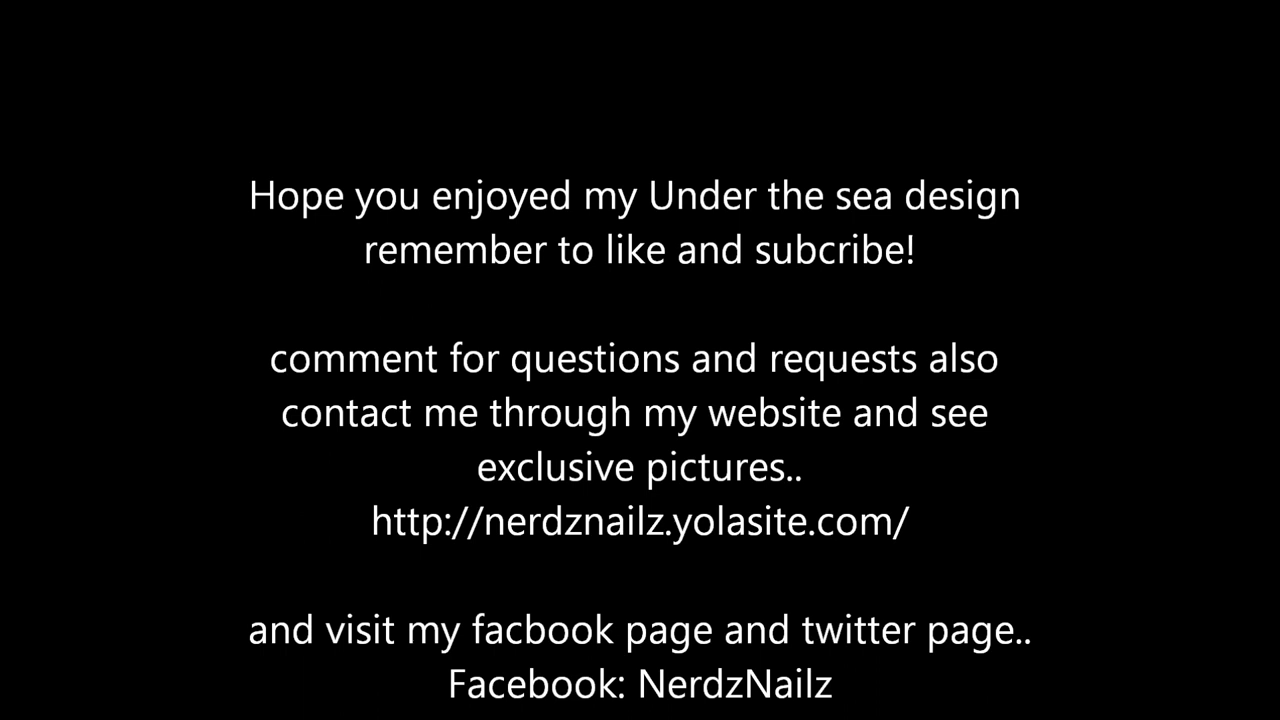 Hope you enjoyed my Under the sea design
remember to like and subcribe!
comment for questions and requests also
contact me through my website and see
exclusive pictures..
http://nerdznailz.yolasite.com/
and visit my facbook page and twitter page..
Facebook: NerdzNailz